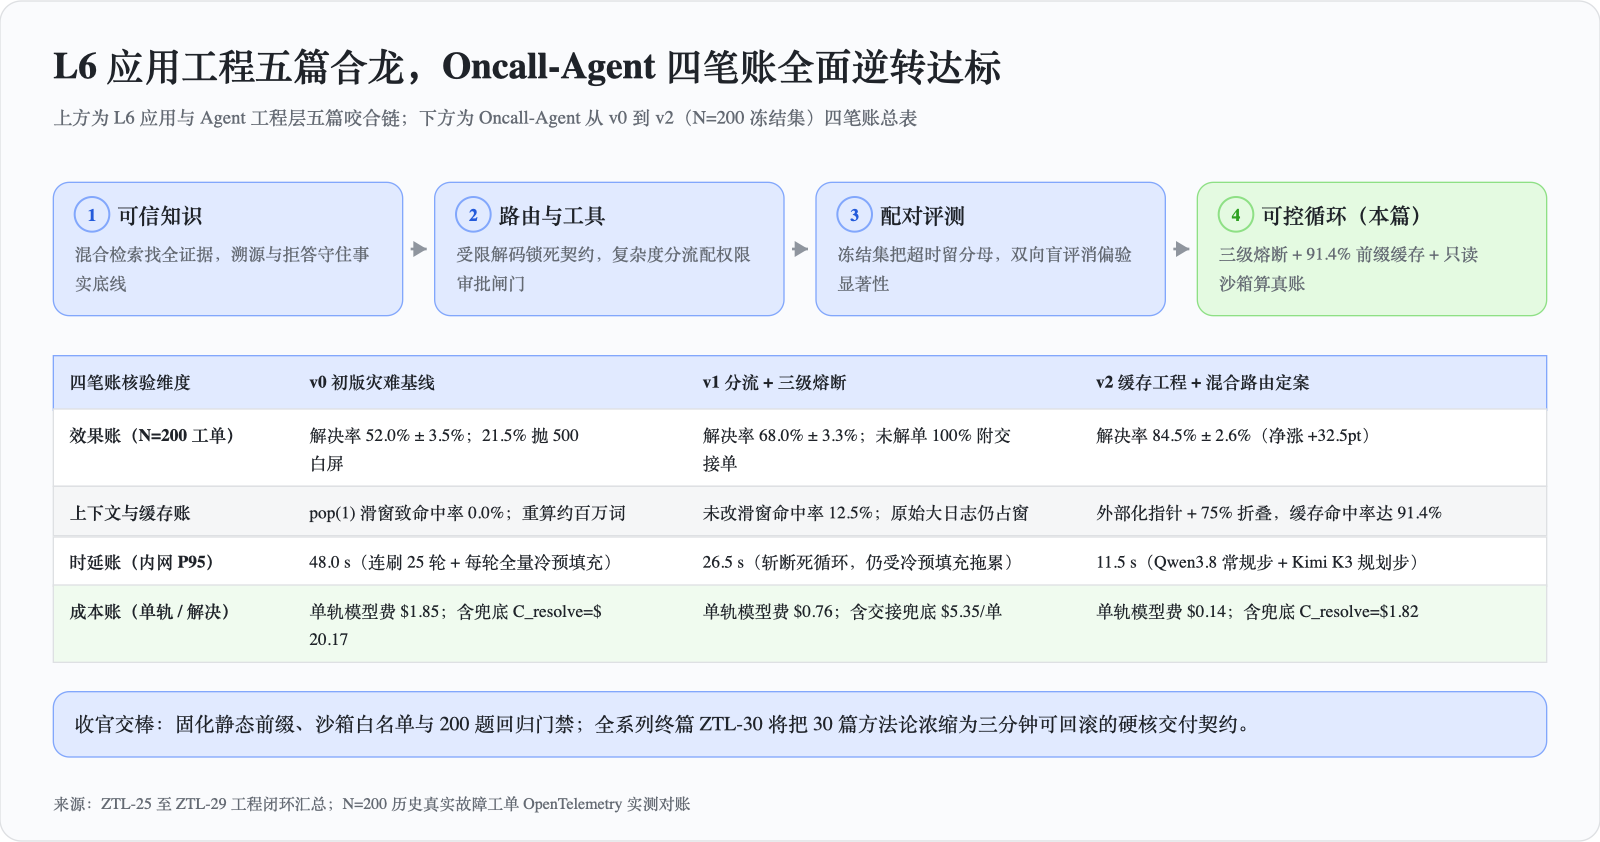 L6 应用工程五篇合龙，Oncall-Agent 四笔账全面逆转达标
上方为 L6 应用与 Agent 工程层五篇咬合链；下方为 Oncall-Agent 从 v0 到 v2（N=200 冻结集）四笔账总表
1 可信知识
混合检索找全证据，溯源与拒答守住事
实底线
2 路由与工具
受限解码锁死契约，复杂度分流配权限
审批闸门
3 配对评测
冻结集把超时留分母，双向盲评消偏验
显著性
4 可控循环（本篇）
三级熔断 + 91.4% 前缀缓存 + 只读
沙箱算真账
四笔账核验维度
v0 初版灾难基线
v1 分流 + 三级熔断
v2 缓存工程 + 混合路由定案
效果账（N=200 工单）
解决率 52.0% ± 3.5%；21.5% 抛 500
白屏
解决率 68.0% ± 3.3%；未解单 100% 附交
接单
解决率 84.5% ± 2.6%（净涨 +32.5pt）
上下文与缓存账
pop(1) 滑窗致命中率 0.0%；重算约百万词
未改滑窗命中率 12.5%；原始大日志仍占窗
外部化指针 + 75% 折叠，缓存命中率达 91.4%
时延账（内网 P95）
48.0 s（连刷 25 轮 + 每轮全量冷预填充）
26.5 s（斩断死循环，仍受冷预填充拖累）
11.5 s（Qwen3.8 常规步 + Kimi K3 规划步）
成本账（单轨 / 解决）
单轨模型费 $1.85；含兜底 C_resolve=$
20.17
单轨模型费 $0.76；含交接兜底 $5.35/单
单轨模型费 $0.14；含兜底 C_resolve=$1.82
收官交棒：固化静态前缀、沙箱白名单与 200 题回归门禁；全系列终篇 ZTL-30 将把 30 篇方法论浓缩为三分钟可回滚的硬核交付契约。
来源：ZTL-25 至 ZTL-29 工程闭环汇总；N=200 历史真实故障工单 OpenTelemetry 实测对账